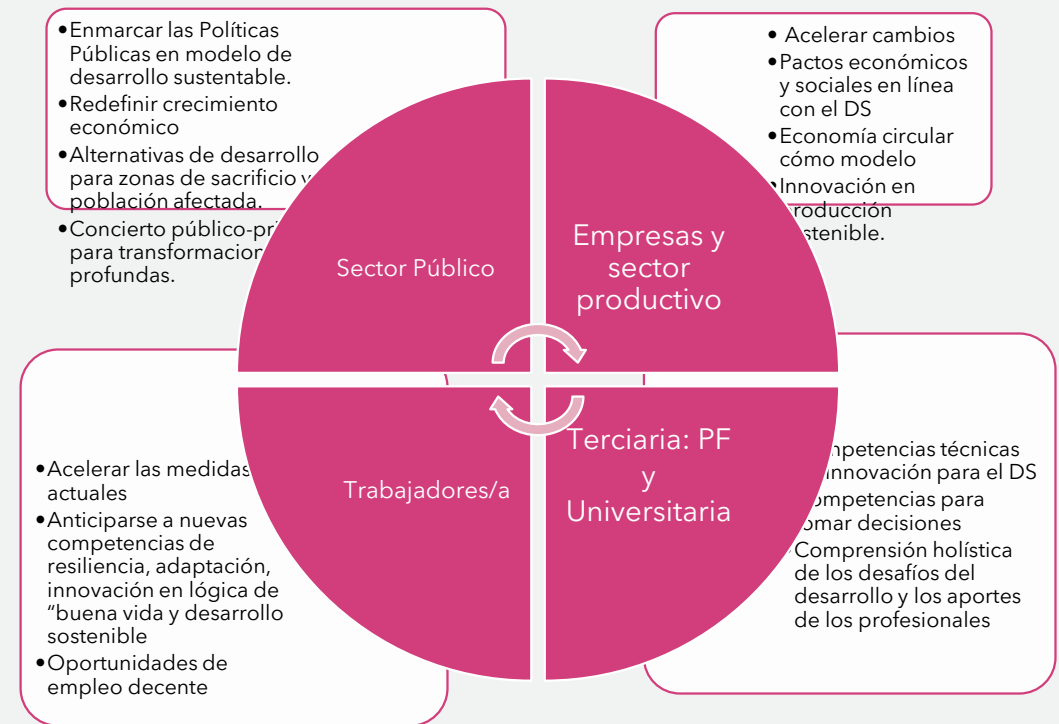 •Enmarcar las Políticas
Públicas en modelo de
desarrollo sustentable.
•Redefinir crecimiento
económico
•Alternativas de desarrollo
para zonas de sacrificio y
población afectada.
•Concierto público-pri
para transformacion
profundas.
• Acelerar cambios
•Pactos económicos
y sociales en línea
con el DS
•Economía circular
cómo modelo
•Innovación en
roducción
stenible.
Sector Público
Empresas y
sector
productivo
Trabajadores/a
Terciaria: PF
y
Universitaria
•Acelerar las medidas
actuales
•Anticiparse a nuevas
competencias de
resiliencia, adaptación,
innovación en lógica de
“buena vida y desarrollo
sostenible
•Oportunidades de
empleo decente
mpetencias técnicas
innovación para el DS
ompetencias para
omar decisiones
Comprensión holística
de los desafíos del
desarrollo y los aportes
de los profesionales